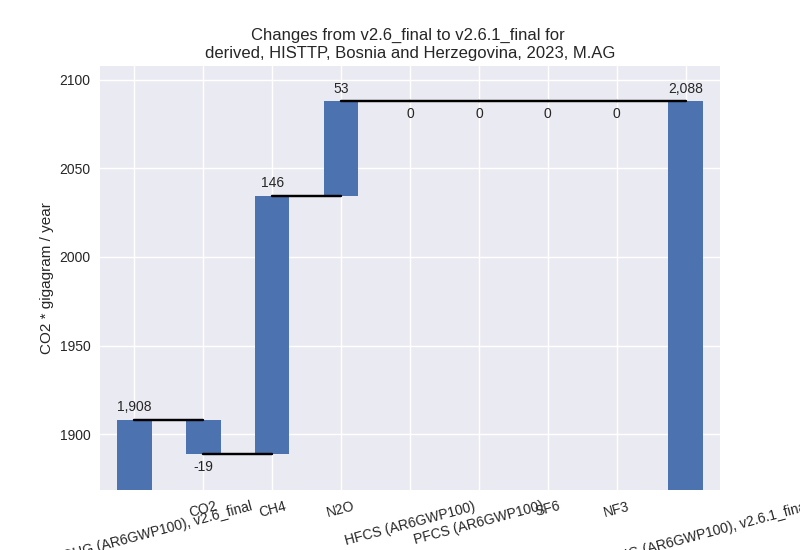 Changes from v2.6_final to v2.6.1_final for
derived, HISTTP, Bosnia and Herzegovina, 2023, M.AG
CO2 * gigagram / year
2100
2050
2000
1950
1900
1,908
-19
146
53
0
0
0
0
2,088
(AR6GWP100), v2.6_final
CO2
CH4
N2O
HFCS (AR6GWP100)
PFCS (AR6GWP100)
SF6
NF3
(AR6GWP100),